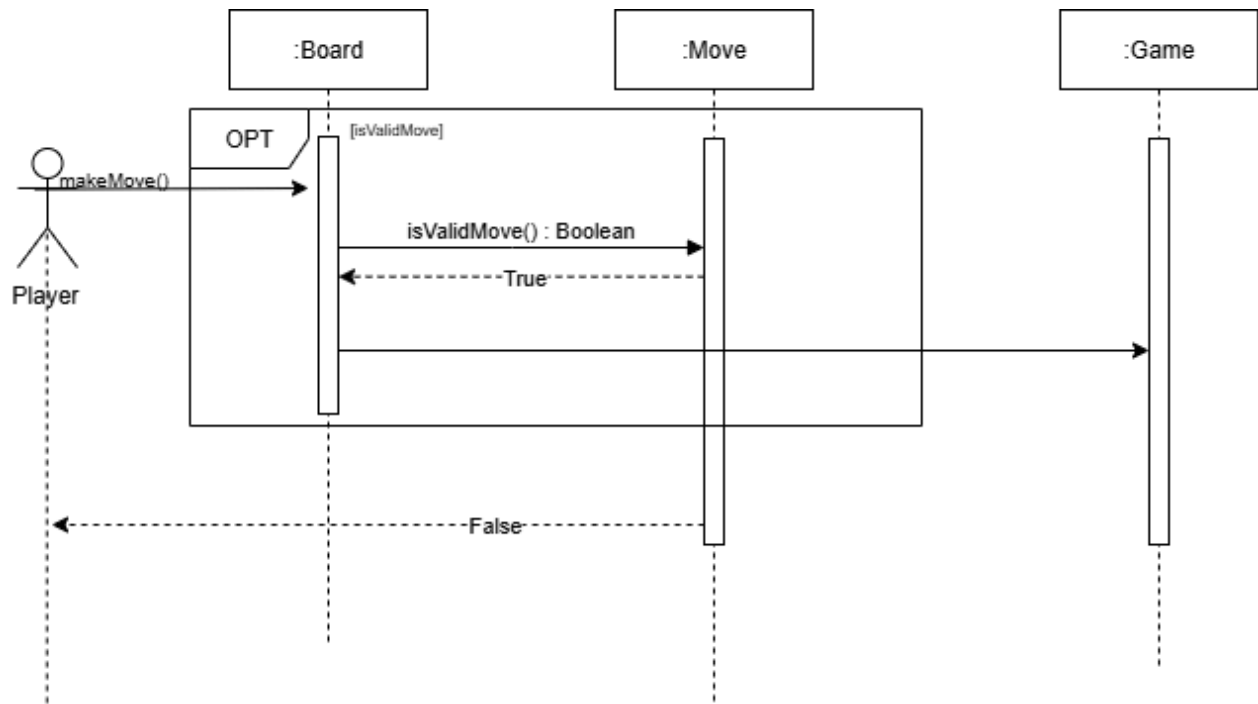 :Board
:Move
:Game
OPT
[isValidMove]
makeMove()
isValidMove() : Boolean
True
Player
False